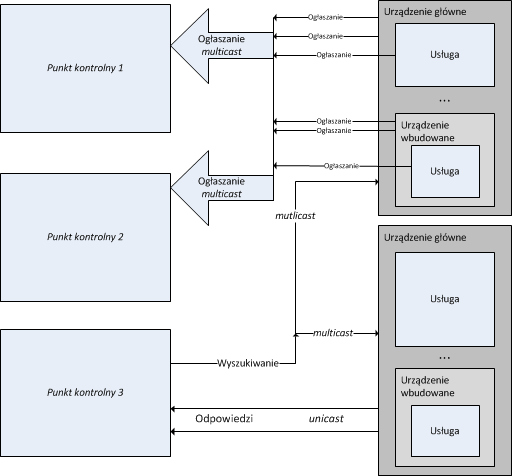 Urządzenie główne
Ogłaszanie
Ogłaszanie
Ogłaszanie
multicast
Ogłaszanie
Usługa
Punkt kontrolny 1
...
Ogłaszanie
Ogłaszanie
Urządzenie
wbudowane
Ogłaszanie
Usługa
Ogłaszanie
multicast
mutlicast
Punkt kontrolny 2
Urządzenie główne
Usługa
multicast
...
Wyszukiwanie
Urządzenie
wbudowane
Punkt kontrolny 3
Odpowiedzi unicast
Usługa